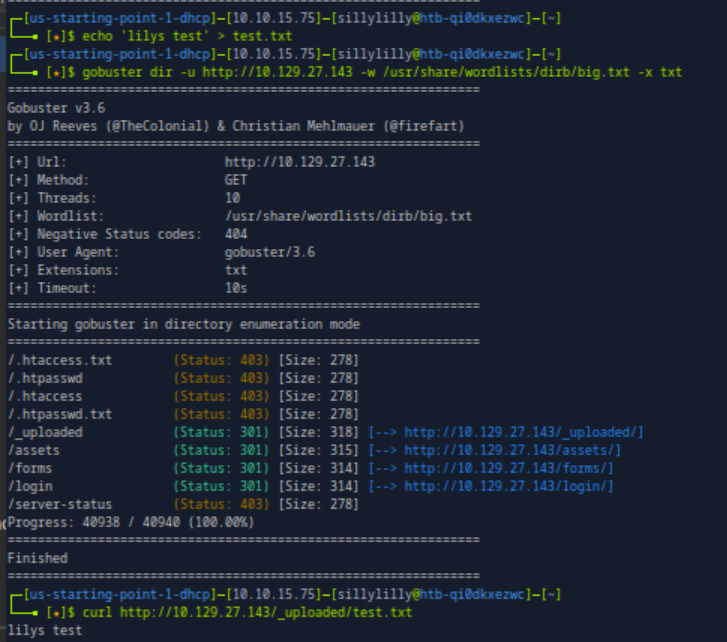 ┌─[us-starting-point-1-dhcp]─[10.10.15.75]─[sillylilly@htb-qi0dkxezwc]─[~]
└──╼ [★]$ echo 'lilys test' > test.txt
┌─[us-starting-point-1-dhcp]─[10.10.15.75]─[sillylilly@htb-qi0dkxezwc]─[~]
└──╼ [★]$ gobuster dir -u http://10.129.27.143 -w /usr/share/wordlists/dirb/big.txt -x txt
===============================================================
Gobuster v3.6
by OJ Reeves (@TheColonial) & Christian Mehlmauer (@firefart)
===============================================================
[+] Url:                     http://10.129.27.143
[+] Method:                  GET
[+] Threads:                 10
[+] Wordlist:                /usr/share/wordlists/dirb/big.txt
[+] Negative Status codes:   404
[+] User Agent:              gobuster/3.6
[+] Extensions:              txt
[+] Timeout:                 10s
===============================================================
Starting gobuster in directory enumeration mode
===============================================================
/.htaccess.txt        (Status: 403) [Size: 278]
/.htpasswd            (Status: 403) [Size: 278]
/.htaccess            (Status: 403) [Size: 278]
/.htpasswd.txt        (Status: 403) [Size: 278]
/_uploaded            (Status: 301) [Size: 318] [--> http://10.129.27.143/_uploaded/]
/assets               (Status: 301) [Size: 315] [--> http://10.129.27.143/assets/]
/forms                (Status: 301) [Size: 314] [--> http://10.129.27.143/forms/]
/login                (Status: 301) [Size: 314] [--> http://10.129.27.143/login/]
/server-status        (Status: 403) [Size: 278]
Progress: 40938 / 40940 (100.00%)
===============================================================
Finished
===============================================================
┌─[us-starting-point-1-dhcp]─[10.10.15.75]─[sillylilly@htb-qi0dkxezwc]─[~]
└──╼ [★]$ curl http://10.129.27.143/_uploaded/test.txt
lilys test